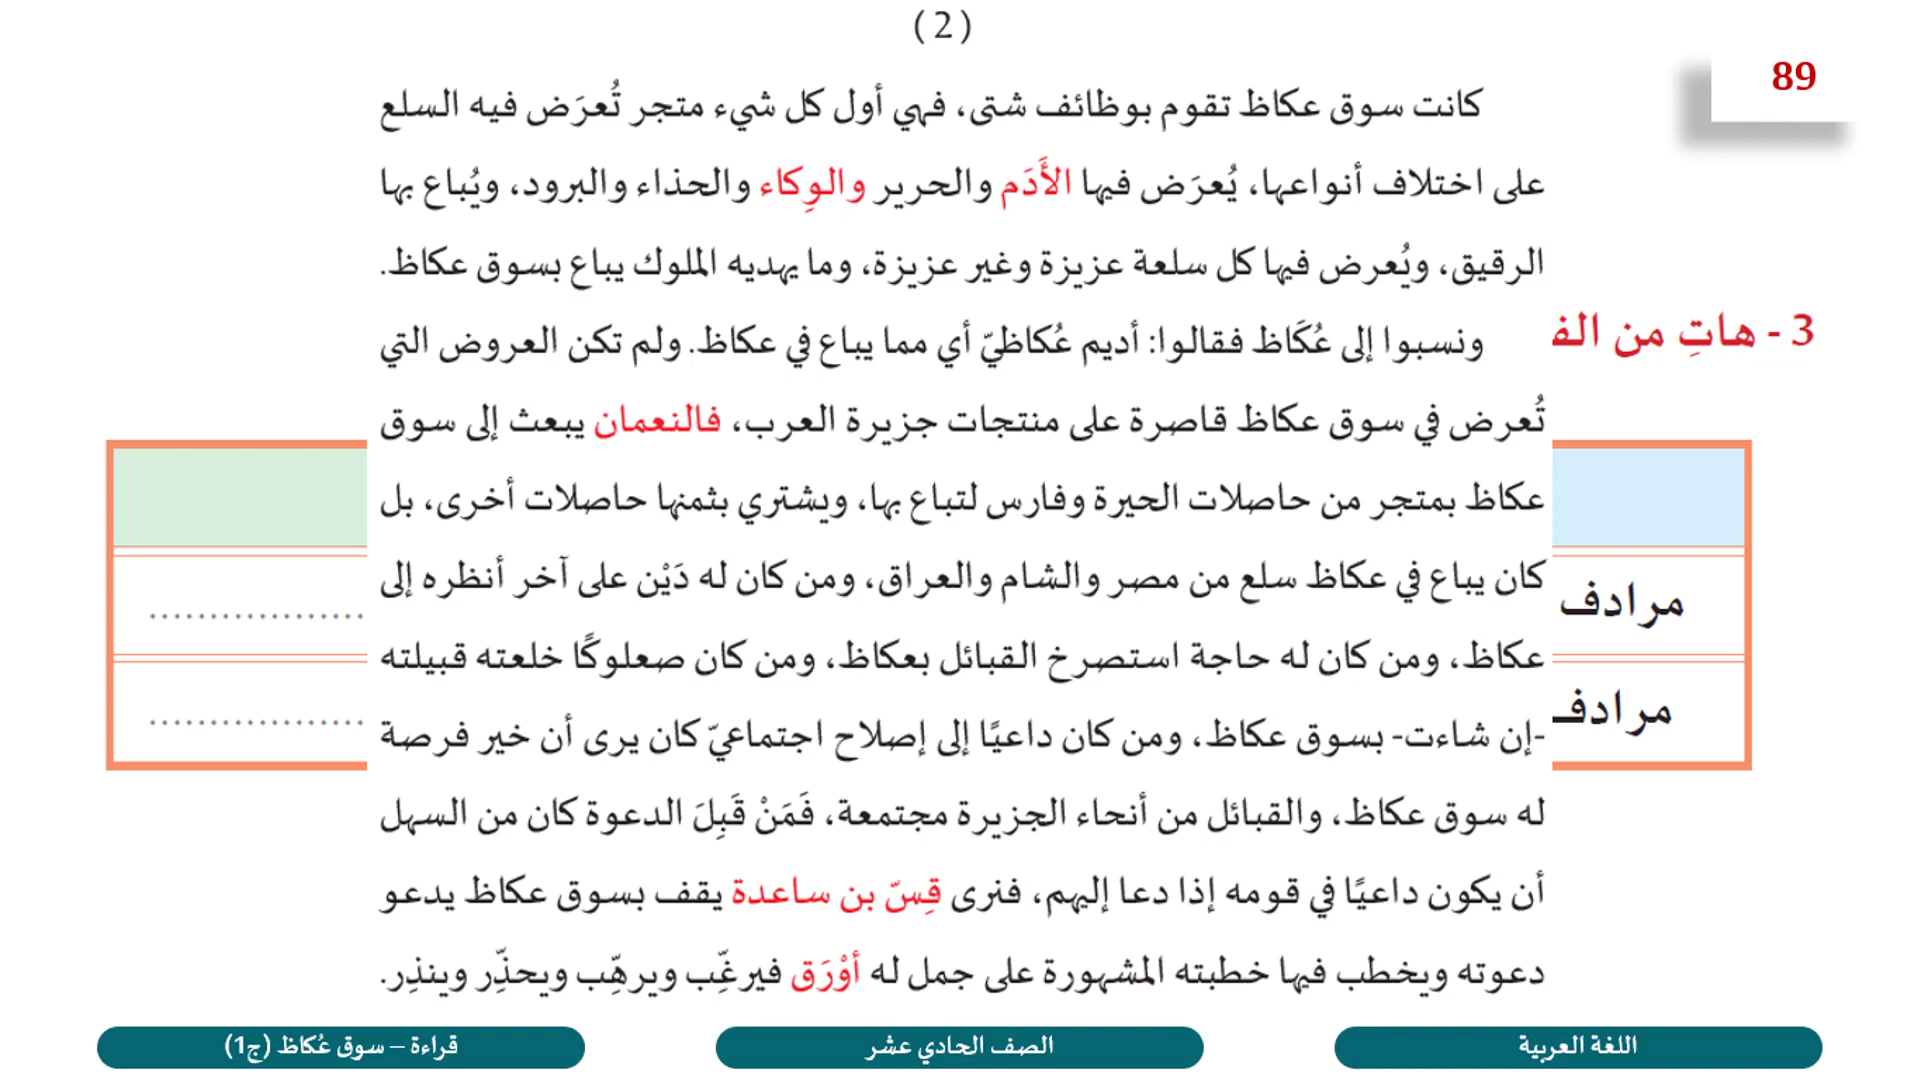 (2)
89
كانت سوق عكاظ تقوم بوظائف شتى، فهي أول كل شيء متجر تُعرَض فيه السلع
على اختلاف أنواعها، يُعرَض فيها الأَدَم والحرير والوِكاء والحذاء والبرود، ويُباع بها
الرقيق، ويُعرض فيها كل سلعة عزيزة وغير عزيزة، وما يهديه الملوك يباع بسوق عكاظ.
3 - هاتِ من
ونسبوا إلى عُكَاظ فقالوا: أديم عُكاظيّ أي مما يباع في عكاظ. ولم تكن العروض التي
تُعرض في سوق عكاظ قاصرة على منتجات جزيرة العرب، فالنعمان يبعث إلى سوق
عكاظ بمتجر من حاصلات الحيرة وفارس لتباع بها، ويشتري بثمنها حاصلات أخرى، بل
كان يباع في عكاظ سلع من مصر والشام والعراق، ومن كان له دَيْن على آخر أنظره إلى
مرادف .................
عكاظ، ومن كان له حاجة استصرخ القبائل بعكاظ، ومن كان صعلوكًا خلعته قبيلته
مرادف .................
-إن شاءت- بسوق عكاظ، ومن كان داعيًا إلى إصلاح اجتماعيّ كان يرى أن خير فرصة
له سوق عكاظ، والقبائل من أنحاء الجزيرة مجتمعة، فَمَنْ قَبِلَ الدعوة كان من السهل
أن يكون داعيًا في قومه إذا دعا إليهم، فنرى قِسّ بن ساعدة يقف بسوق عكاظ يدعو
دعوته ويخطب فيها خطبته المشهورة على جمل له أوْرَق فيرغِّب ويرهِّب ويحذِّر وينذِر.
اللغة العربية
الصف الحادي عشر
قراءة – سوق عُكاظ (ج1)